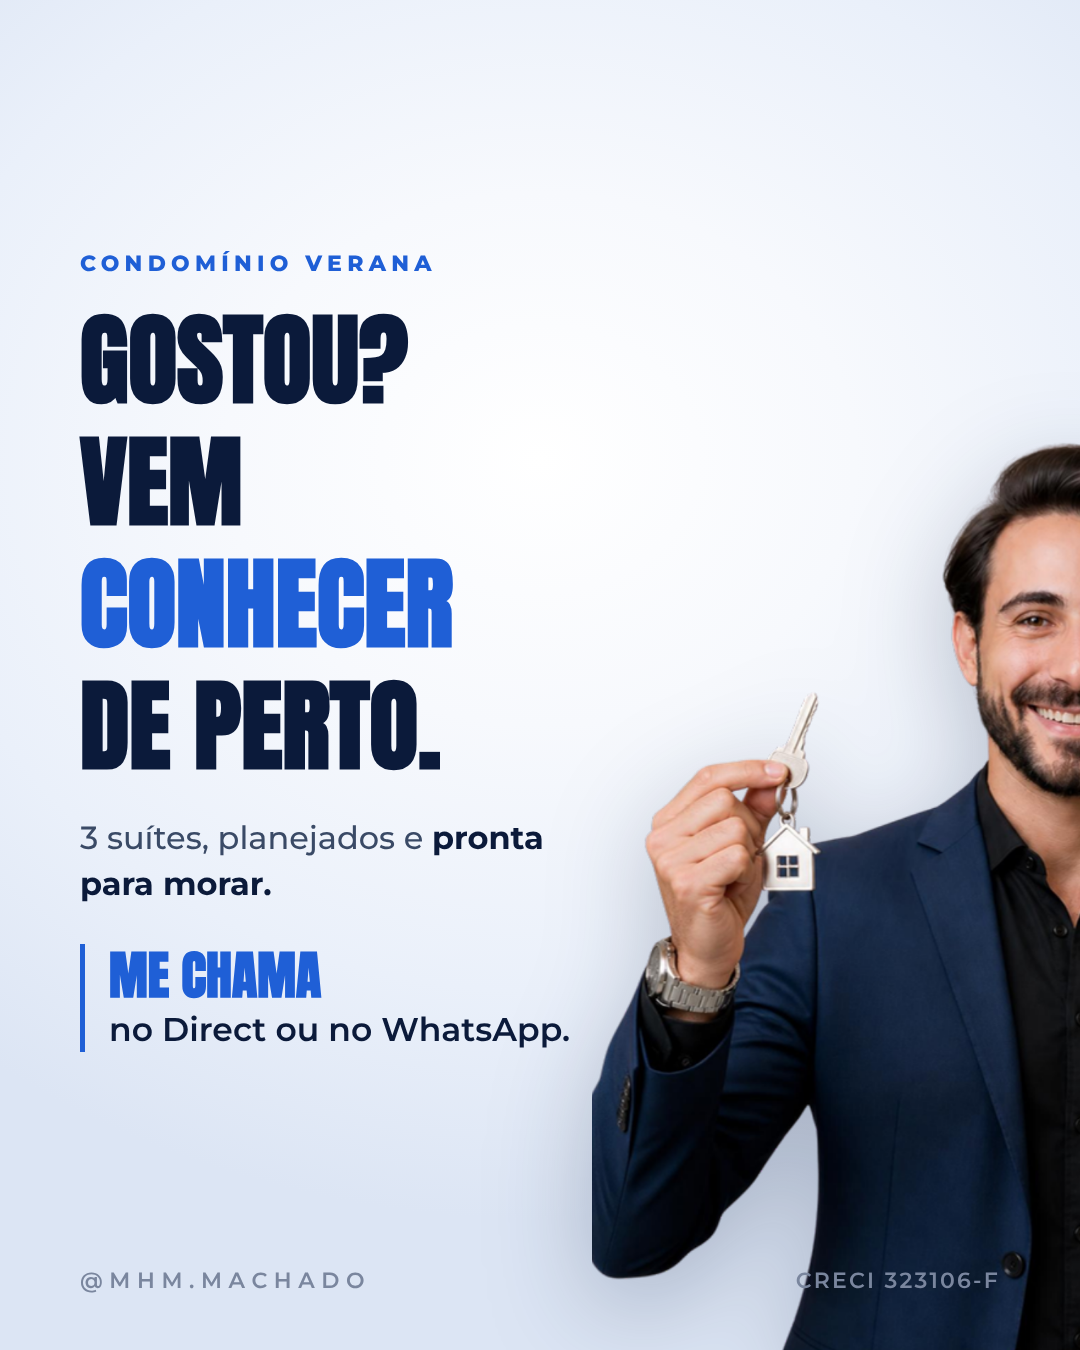 CONDOMÍNIO VERANA
GOSTOU?
VEM
CONHECER
DE PERTO.
3 suítes, planejados e pronta
para morar.
ME CHAMA
no Direct ou no WhatsApp.
@MHM.MACHADO
CRECI 323106-F